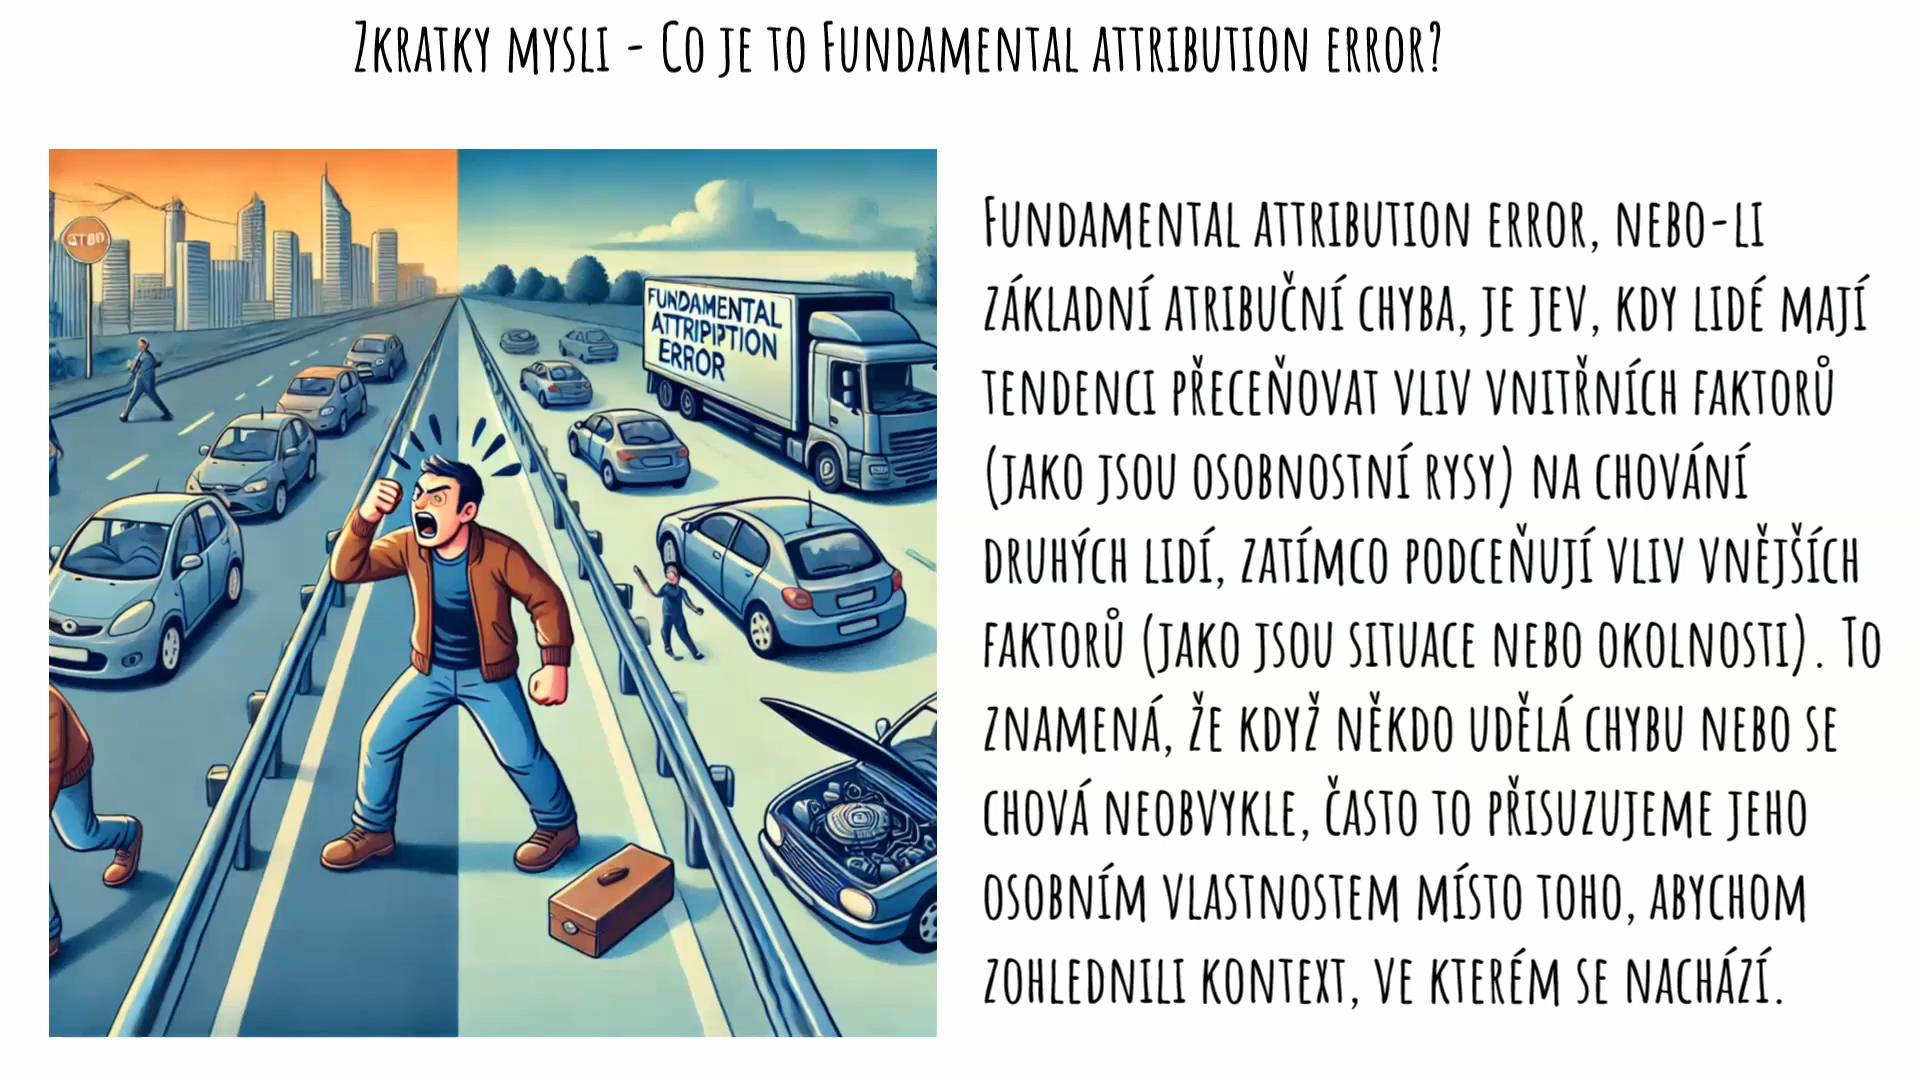 Zkratky mysli - Co je to Fundamental attribution error?
STBO
FUNDAMENTAL
ATTRIPIPTION
ERROR
Fundamental attribution error, nebo-li
základní atribuční chyba, je jev, kdy lidé mají
tendenci přeceňovat vliv vnitřních faktorů
(jako jsou osobnostní rysy) na chování
druhých lidí, zatímco podceňují vliv vnějších
faktorů (jako jsou situace nebo okolnosti). To
znamená, že když někdo udělá chybu nebo se
chová neobvykle, často to přisuzujeme jeho
osobním vlastnostem místo toho, abychom
zohlednili kontext, ve kterém se nachází.